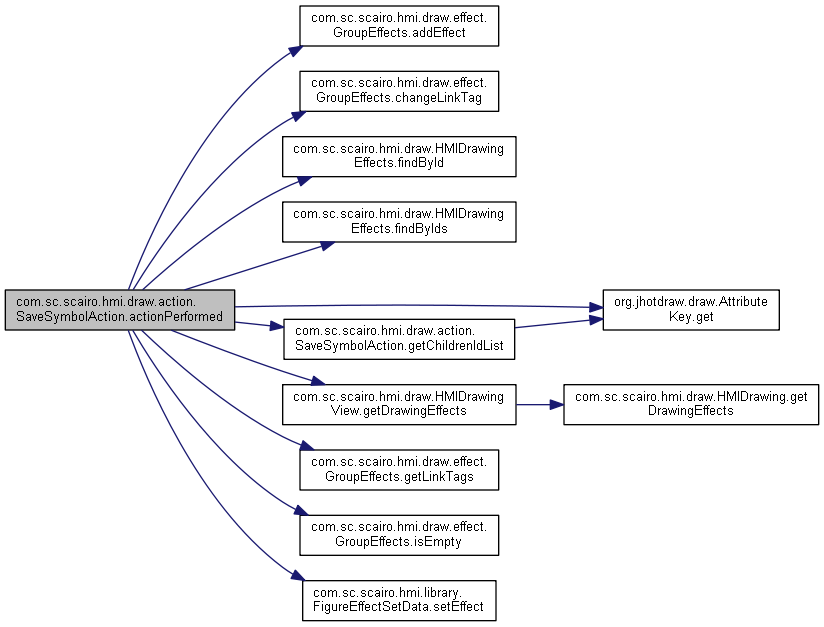 com.sc.scairo.hmi.draw.effect.
GroupEffects.addEffect
com.sc.scairo.hmi.draw.effect.
GroupEffects.changeLinkTag
com.sc.scairo.hmi.draw.HMIDrawing
Effects.findById
com.sc.scairo.hmi.draw.HMIDrawing
Effects.findByIds
com.sc.scairo.hmi.draw.action.
SaveSymbolAction.actionPerformed
org.jhotdraw.draw.Attribute
Key.get
com.sc.scairo.hmi.draw.action.
SaveSymbolAction.getChildrenIdList
com.sc.scairo.hmi.draw.HMIDrawing
View.getDrawingEffects
com.sc.scairo.hmi.draw.HMIDrawing.get
DrawingEffects
com.sc.scairo.hmi.draw.effect.
GroupEffects.getLinkTags
com.sc.scairo.hmi.draw.effect.
GroupEffects.isEmpty
com.sc.scairo.hmi.library.
FigureEffectSetData.setEffect